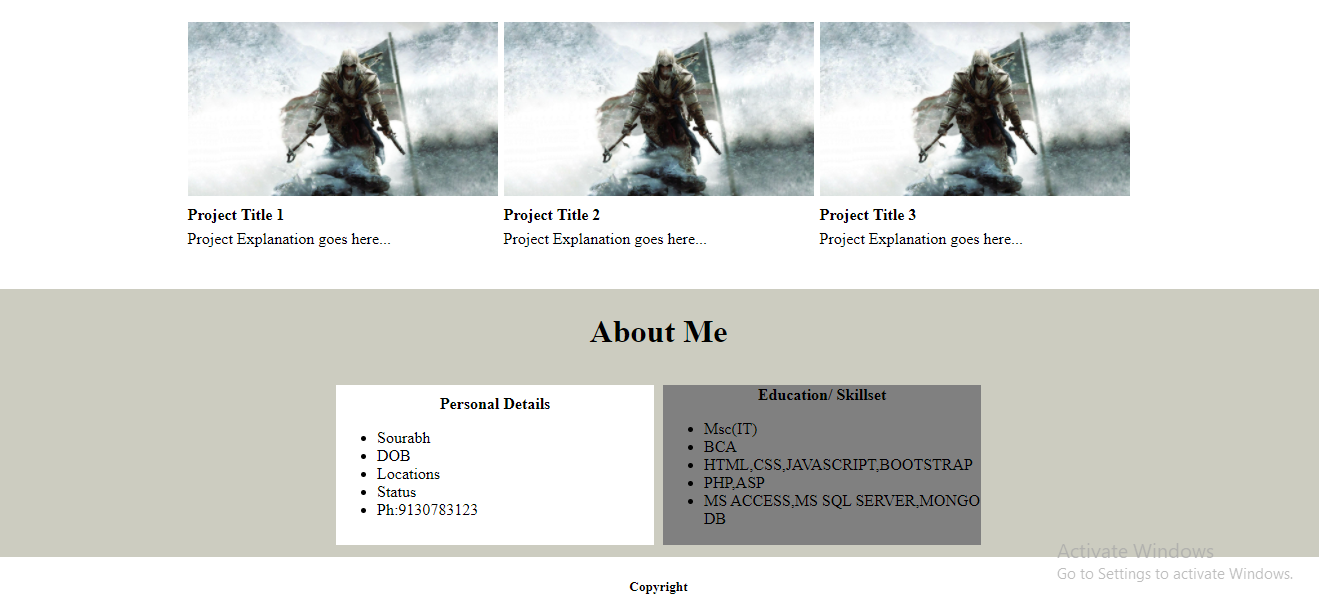 Project Title 1
Project Explanation goes here...
Project Title 2
Project Explanation goes here...
Project Title 3
Project Explanation goes here...
About Me
Personal Details
Sourabh
DOB
Locations
Status
Ph:9130783123
Education/ Skillset
Msc(IT)
BCA
HTML,CSS,JAVASCRIPT,BOOTSTRAP
PHP,ASP
MS ACCESS,MS SQL SERVER,MONGO
DB
Activate Windows
Go to Settings to activate Windows.
Copyright